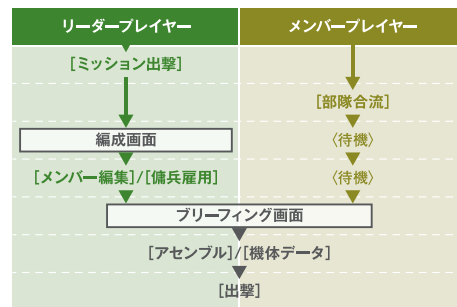 リーダープレイヤー
メンバープレイヤー
［ミッション出撃］
［部隊合流］
編成画面
〈待機〉
［メンバー編集］/［傭兵雇用］
〈待機〉
ブリーフィング画面
［アセンブル］/［機体データ］
［出撃］